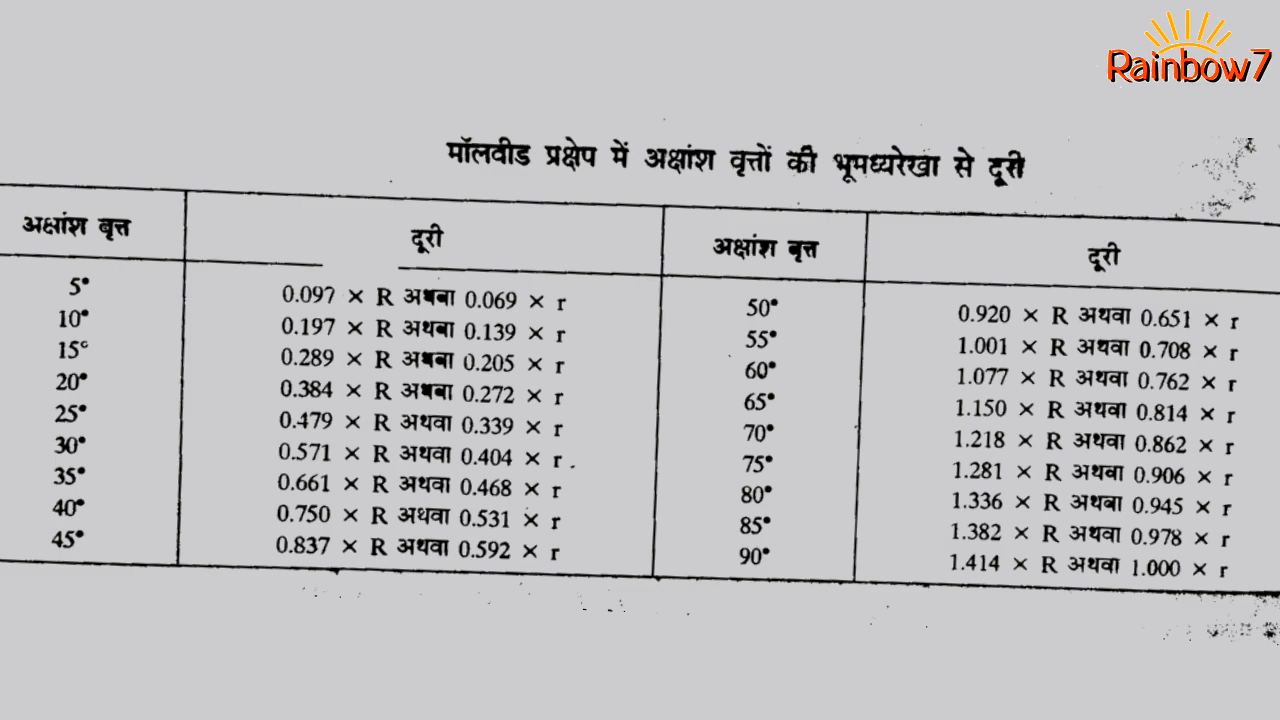 Rainbow7
मॉलवीड प्रक्षेप में अक्षांश वृत्तों की भूमध्यरेखा से दूरी
अक्षांश वृत्त दूरी अक्षांश वृत्त दूरी
5° 0.097 × R अथवा 0.069 × r 50° 0.920 × R अथवा 0.651 × r
10° 0.197 × R अथवा 0.139 × r 55° 1.001 × R अथवा 0.708 × r
15° 0.289 × R अथवा 0.205 × r 60° 1.077 × R अथवा 0.762 × r
20° 0.384 × R अथवा 0.272 × r 65° 1.150 × R अथवा 0.814 × r
25° 0.479 × R अथवा 0.339 × r 70° 1.218 × R अथवा 0.862 × r
30° 0.571 × R अथवा 0.404 × r 75° 1.281 × R अथवा 0.906 × r
35° 0.661 × R अथवा 0.468 × r 80° 1.336 × R अथवा 0.945 × r
40° 0.750 × R अथवा 0.531 × r 85° 1.382 × R अथवा 0.978 × r
45° 0.837 × R अथवा 0.592 × r 90° 1.414 × R अथवा 1.000 × r